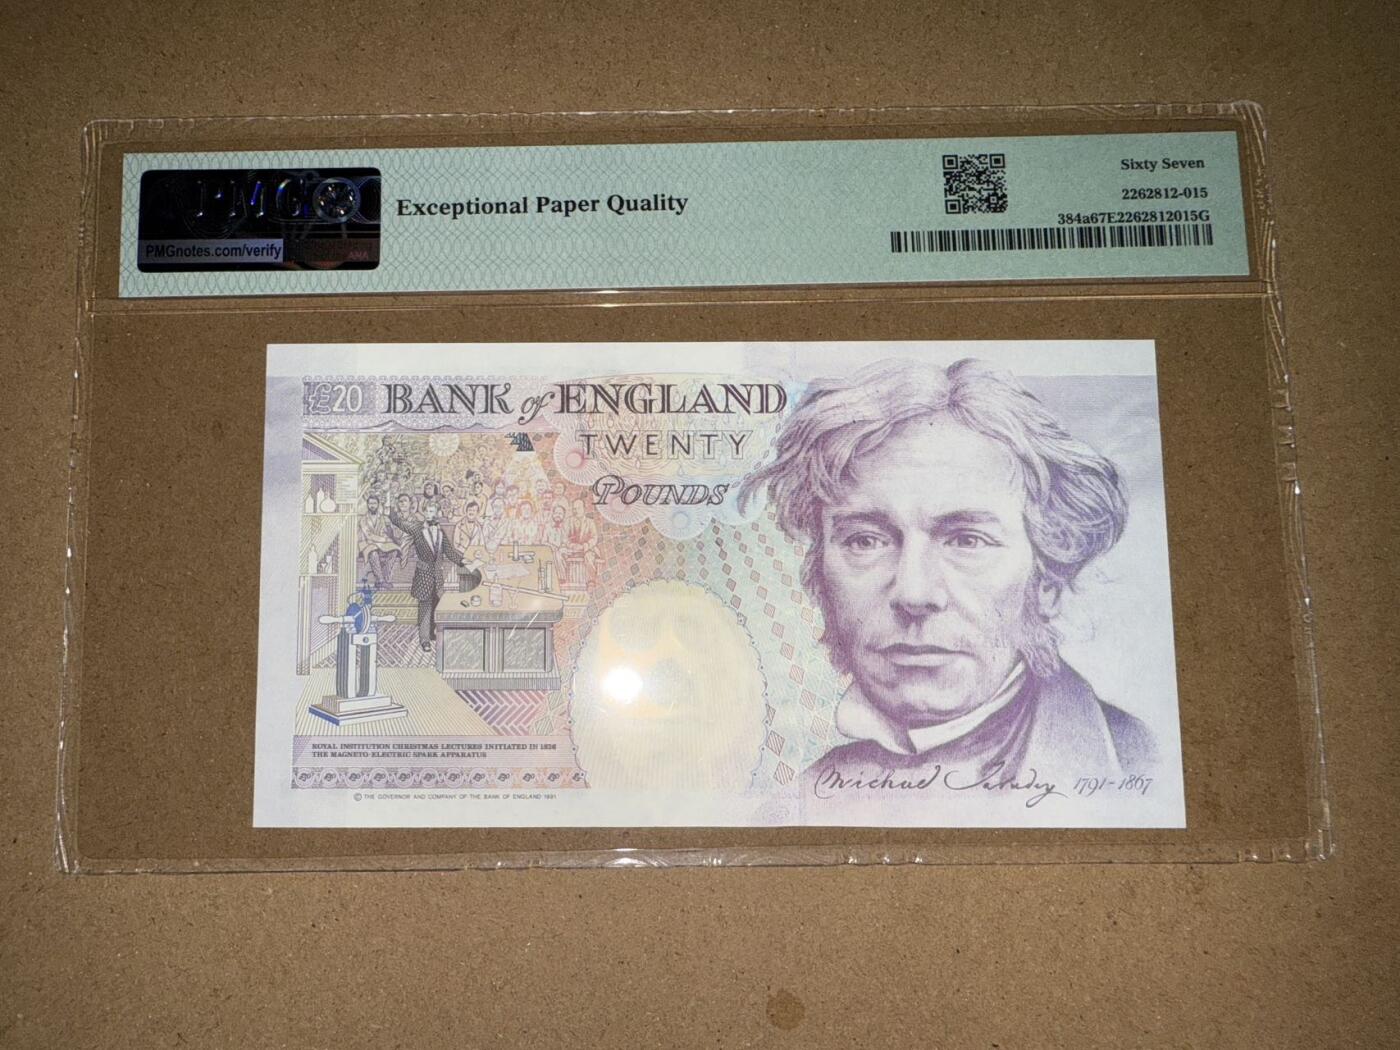 PMG
PMGnotes.com/verify
ANA
Exceptional Paper Quality
Sixty Seven
2262812-015
384a67E2262812015G
£20 BANK of ENGLAND
TWENTY
POUNDS
ROYAL INSTITUTION CHRISTMAS LECTURES INITIATED IN 1826
THE MAGNETO-ELECTRIC SPARK APPARATUS
© THE GOVERNOR AND COMPANY OF THE BANK OF ENGLAND 1991
Michael Faraday 1791-1867